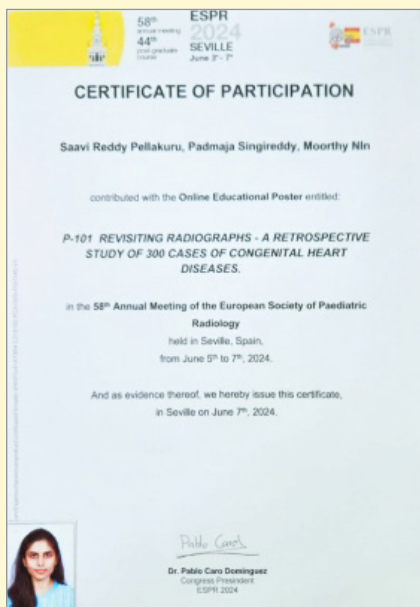 58th
annual meeting
44th
post graduate
course
ESPR
2024
SEVILLE
June 3rd - 7th
ESPR
CERTIFICATE OF PARTICIPATION
Saavi Reddy Pellakuru, Padmaja Singireddy, Moorthy Nln
contributed with the Online Educational Poster entitled:
P-101 REVISITING RADIOGRAPHS - A RETROSPECTIVE
STUDY OF 300 CASES OF CONGENITAL HEART
DISEASES.
in the 58th Annual Meeting of the European Society of Paediatric
Radiology
held in Seville, Spain,
from June 5th to 7th, 2024.
And as evidence thereof, we hereby issue this certificate,
in Seville on June 7th, 2024.
Pablo Caro
Dr. Pablo Caro Dominguez
Congress President
ESPR 2024